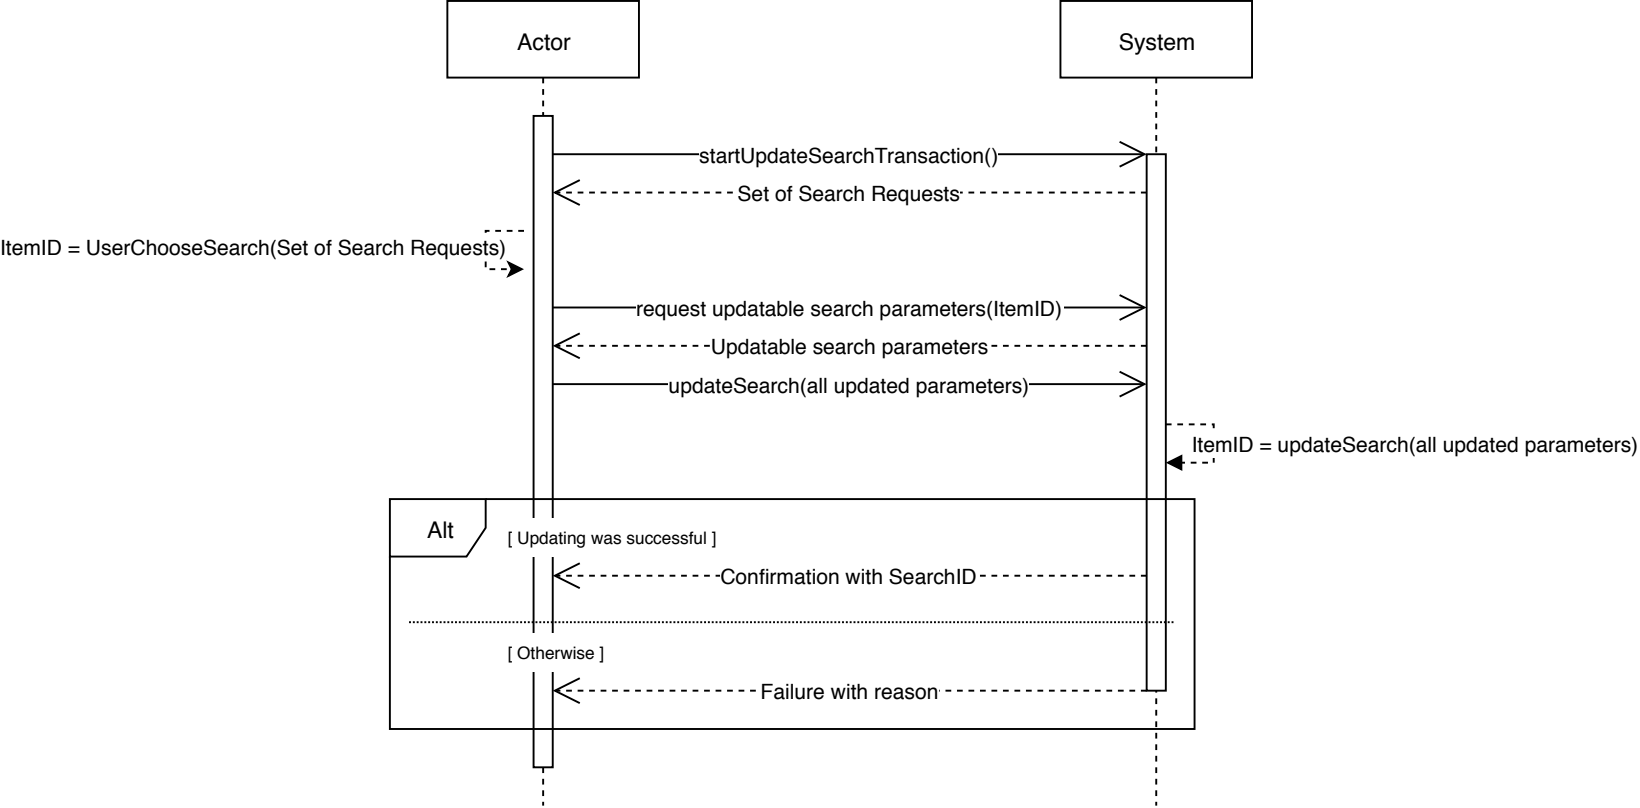 Actor
System
startUpdateSearchTransaction()
Set of Search Requests
ItemID = UserChooseSearch(Set of Search Requests)
request updatable search parameters(ItemID)
Updatable search parameters
updateSearch(all updated parameters)
ItemID = updateSearch(all updated parameters)
Alt
[ Updating was successful ]
Confirmation with SearchID
[ Otherwise ]
Failure with reason